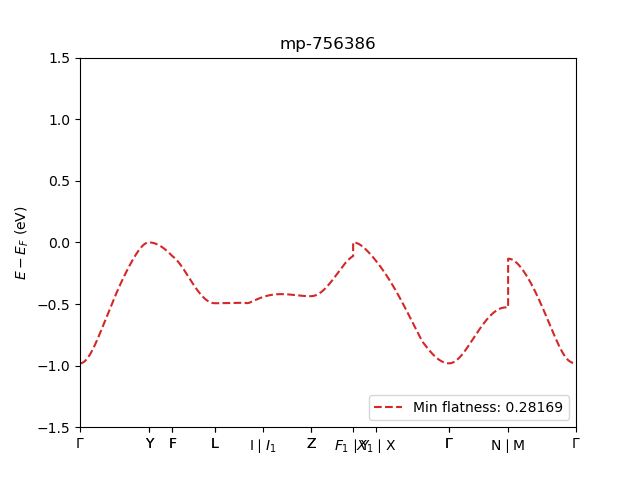 mp-756386
E − E_F (eV)
1.5
1.0
0.5
0.0
−0.5
−1.0
−1.5
Min flatness: 0.28169
Γ Y F L I | I₁ Z F₁ | Y X₁ | X Γ N | M Γ